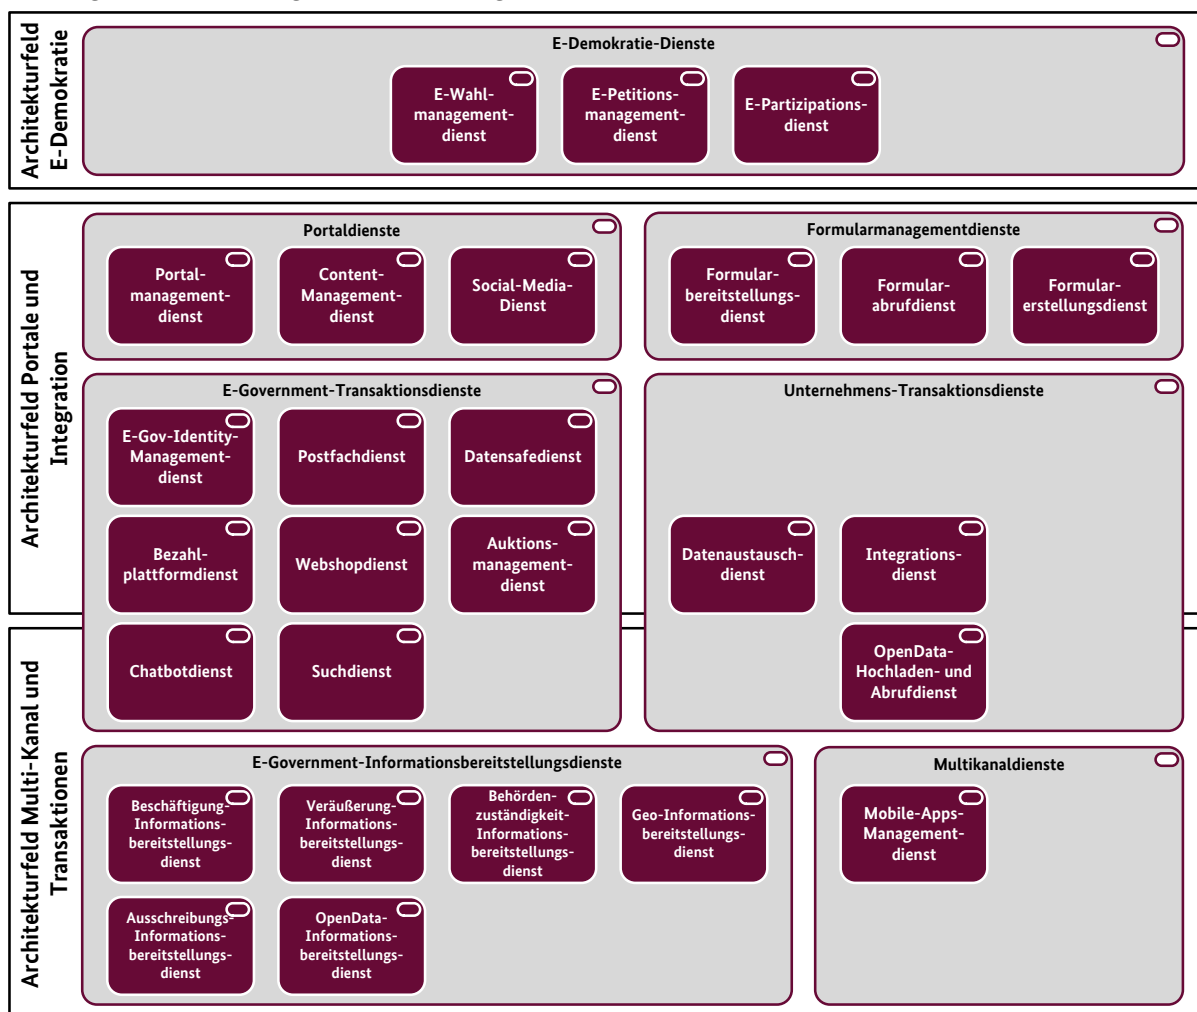 Architekturfeld
E-Demokratie
E-Demokratie-Dienste
E-Wahl-
management-
dienst
E-Petitions-
management-
dienst
E-Partizipations-
dienst
Architekturfeld Portale und
Integration
Portaldienste
Portal-
management-
dienst
Content-
Management-
dienst
Social-Media-
Dienst
Formularmanagementdienste
Formular-
bereitstellungs-
dienst
Formular-
abrufdienst
Formular-
erstellungsdienst
E-Government-Transaktionsdienste
E-Gov-Identity-
Management-
dienst
Postfachdienst
Datensafedienst
Bezahl-
plattformdienst
Webshopdienst
Auktions-
management-
dienst
Chatbotdienst
Suchdienst
Unternehmens-Transaktionsdienste
Datenaustausch-
dienst
Integrations-
dienst
OpenData-
Hochladen- und
Abrufdienst
Architekturfeld Multi-Kanal und
Transaktionen
E-Government-Informationsbereitstellungsdienste
Beschäftigung-
Informations-
bereitstellungs-
dienst
Veräußerung-
Informations-
bereitstellungs-
dienst
Behörden-
zuständigkeit-
Informations-
bereitstellungs-
dienst
Geo-Informations-
bereitstellungs-
dienst
Ausschreibungs-
Informations-
bereitstellungs-
dienst
OpenData-
Informations-
bereitstellungs-
dienst
Multikanaldienste
Mobile-Apps-
Management-
dienst